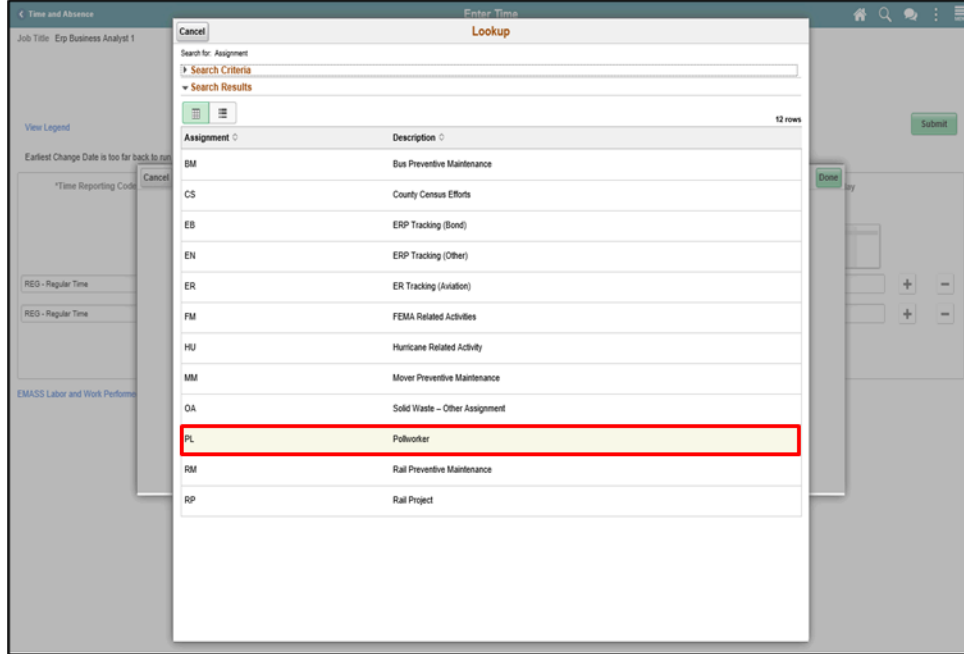 Time and Absence
Enter Time
Job Title Erp Business Analyst 1
Cancel
Lookup
Search for: Assignment
Search Criteria
Search Results
12 rows
View Legend
Submit
Assignment Description
Earliest Change Date is too far back to run
BM Bus Preventive Maintenance
Cancel
Done
*Time Reporting Code
CS County Census Efforts
EB ERP Tracking (Bond)
EN ERP Tracking (Other)
REG - Regular Time
ER ER Tracking (Aviation)
REG - Regular Time
FM FEMA Related Activities
HU Hurricane Related Activity
MM Mover Preventive Maintenance
EMASS Labor and Work Performe
OA Solid Waste – Other Assignment
PL Pollworker
RM Rail Preventive Maintenance
RP Rail Project